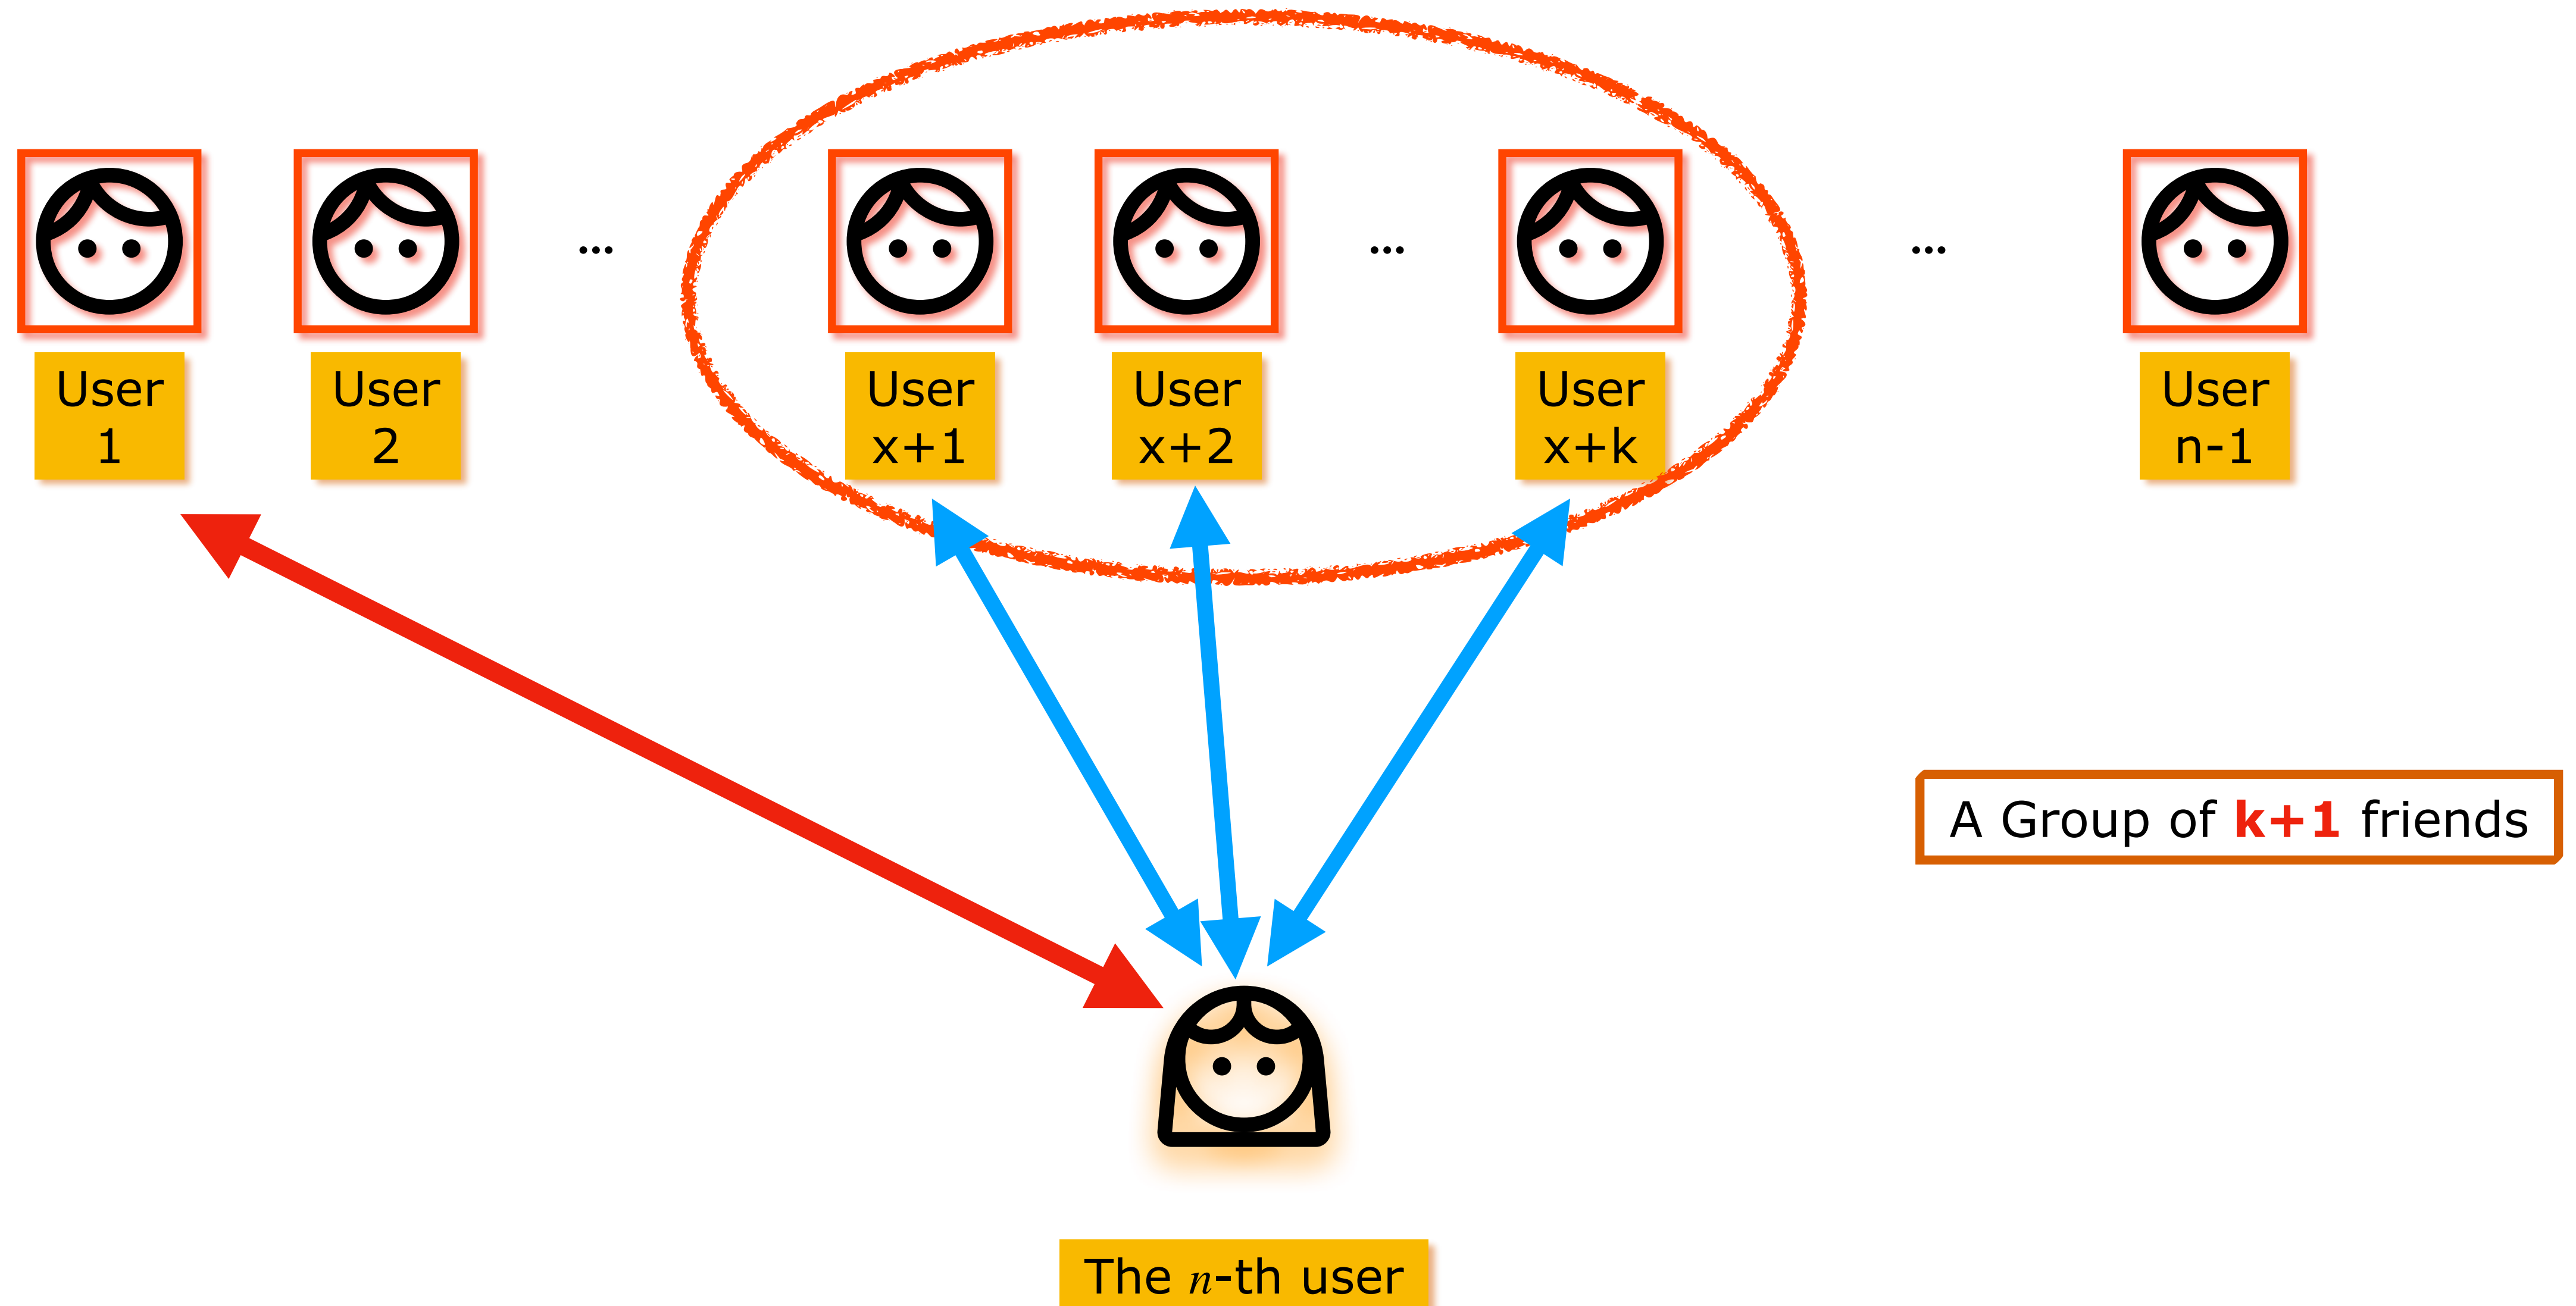 ...
...
...
User
1
User
2
User
x+1
User
x+2
User
x+k
User
n-1
A Group of k+1 friends
The n-th user